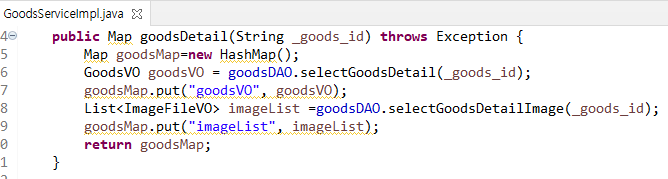 GoodsServiceImpl.java
4 public Map goodsDetail(String _goods_id) throws Exception {
5 Map goodsMap=new HashMap();
6 GoodsVO goodsVO = goodsDAO.selectGoodsDetail(_goods_id);
7 goodsMap.put("goodsVO", goodsVO);
8 List<ImageFileVO> imageList =goodsDAO.selectGoodsDetailImage(_goods_id);
9 goodsMap.put("imageList", imageList);
0 return goodsMap;
1 }